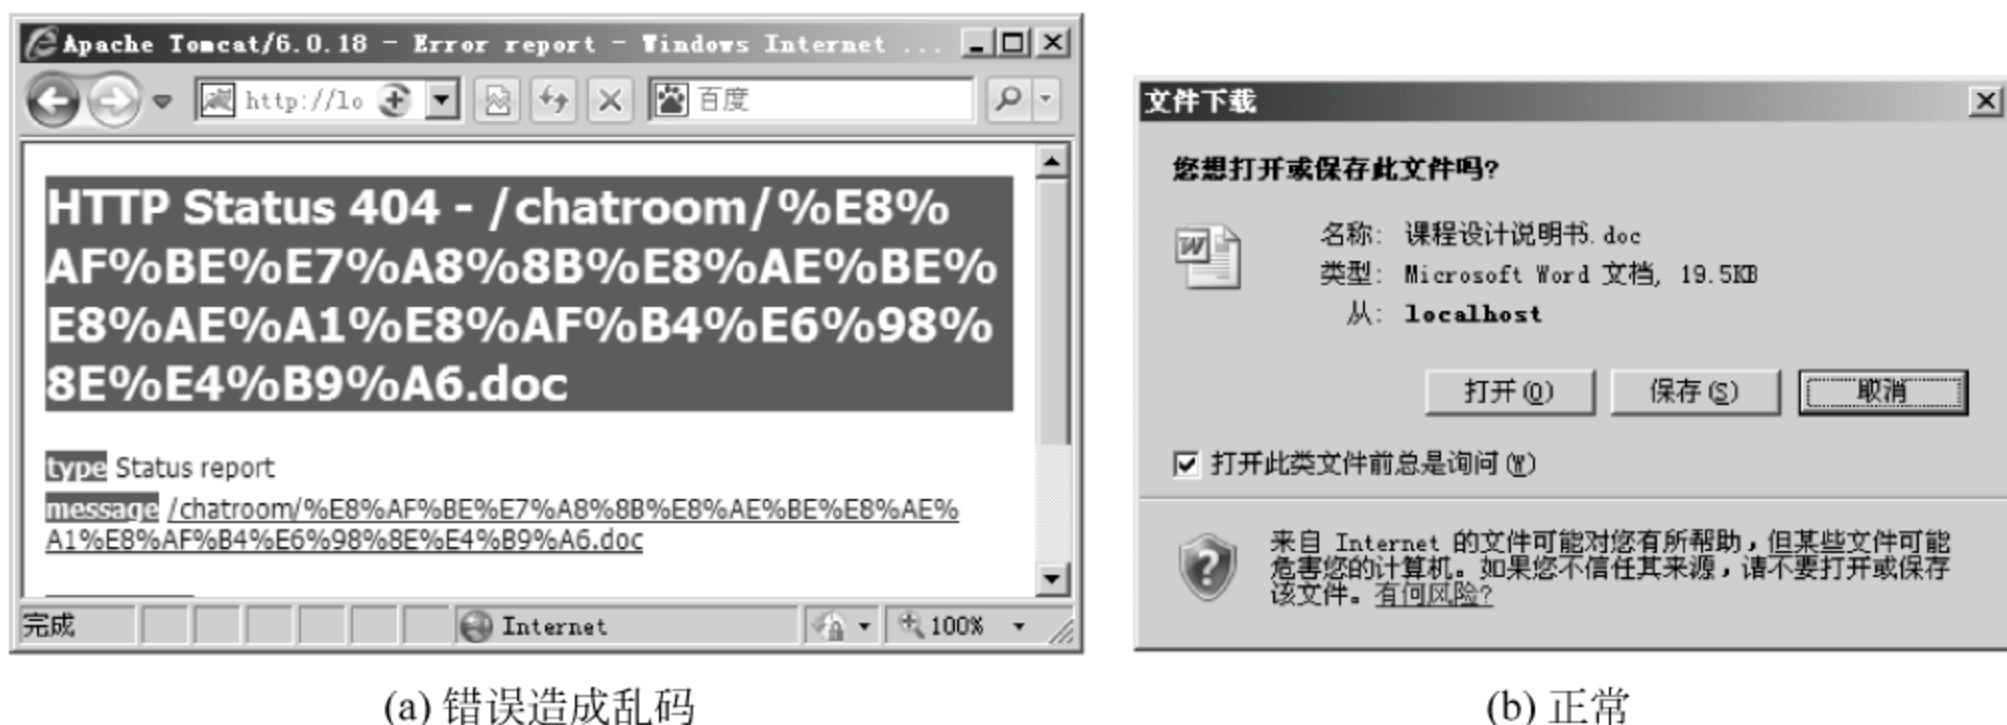 Apache Tomcat/6.0.18 - Error report - Windows Internet ...
http://lo
百度
HTTP Status 404 - /chatroom/%E8%
AF%BE%E7%A8%8B%E8%AE%BE%
E8%AE%A1%E8%AF%B4%E6%98%
8E%E4%B9%A6.doc
type Status report
message /chatroom/%E8%AF%BE%E7%A8%8B%E8%AE%BE%E8%AE%
A1%E8%AF%B4%E6%98%8E%E4%B9%A6.doc
完成
Internet
100%
(a) 错误造成乱码
文件下载
您想打开或保存此文件吗?
名称: 课程设计说明书.doc
类型: Microsoft Word 文档, 19.5KB
从: localhost
打开(O)
保存(S)
取消
打开此类文件前总是询问(W)
来自 Internet 的文件可能对您有所帮助，但某些文件可能
危害您的计算机。如果您不信任其来源，请不要打开或保存
该文件。有何风险?
(b) 正常